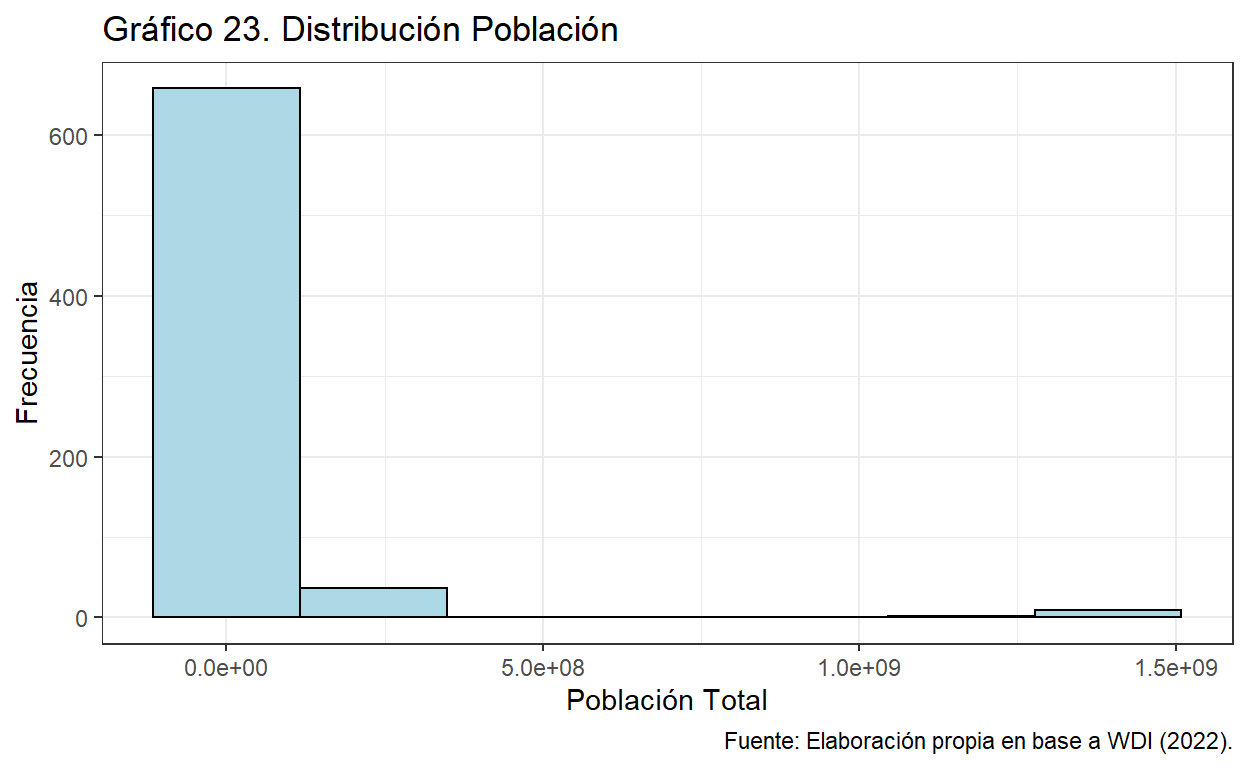 Gráfico 23. Distribución Población
Frecuencia
600
400
200
0
0.0e+00
5.0e+08
1.0e+09
1.5e+09
Población Total
Fuente: Elaboración propia en base a WDI (2022).